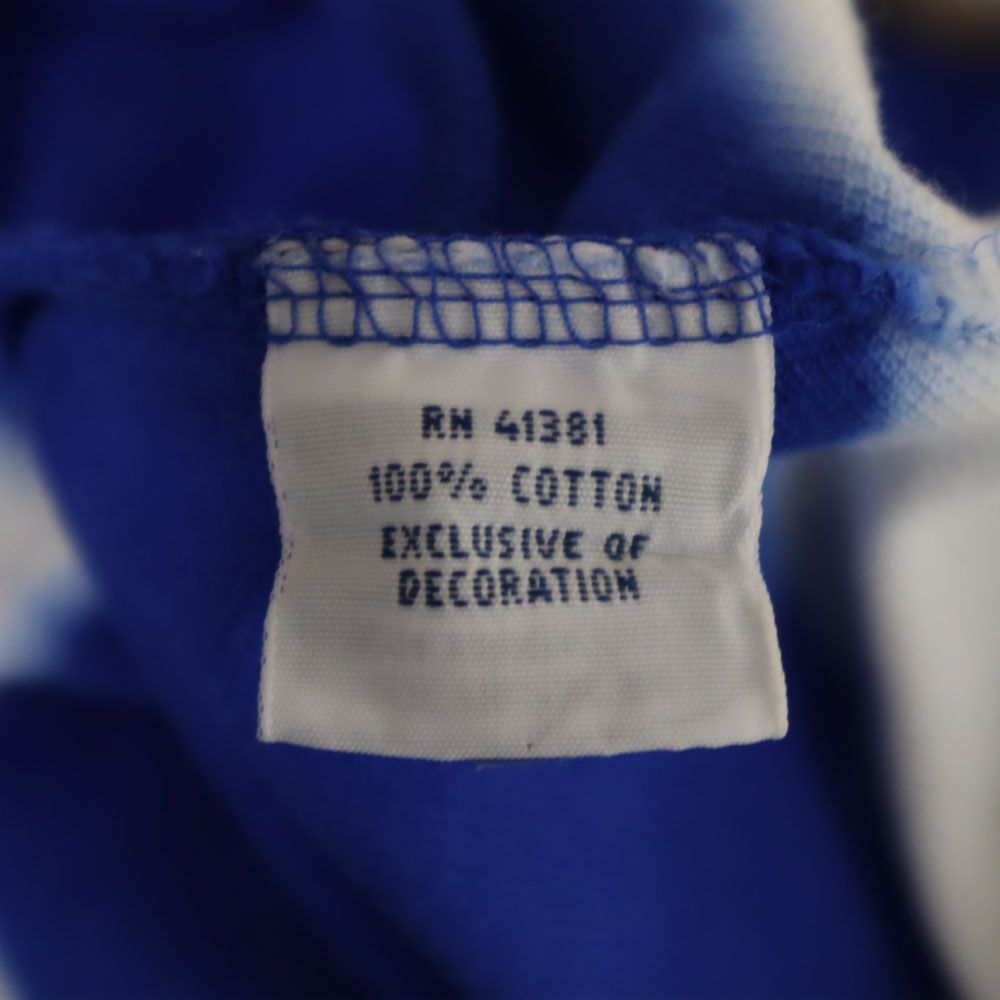 RN 41381
100% COTTON
EXCLUSIVE OF
DECORATION